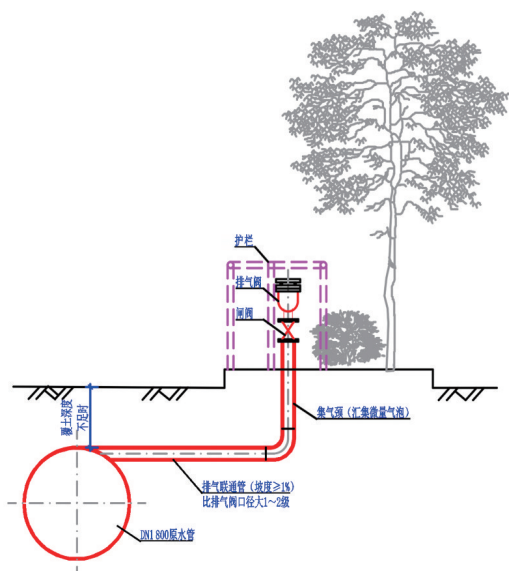 护栏
排气阀
闸阀
覆土深度
不足时
集气颈（汇集微量气泡）
排气联通管（坡度≥1%）
比排气阀口径大1～2级
DN1800原水管